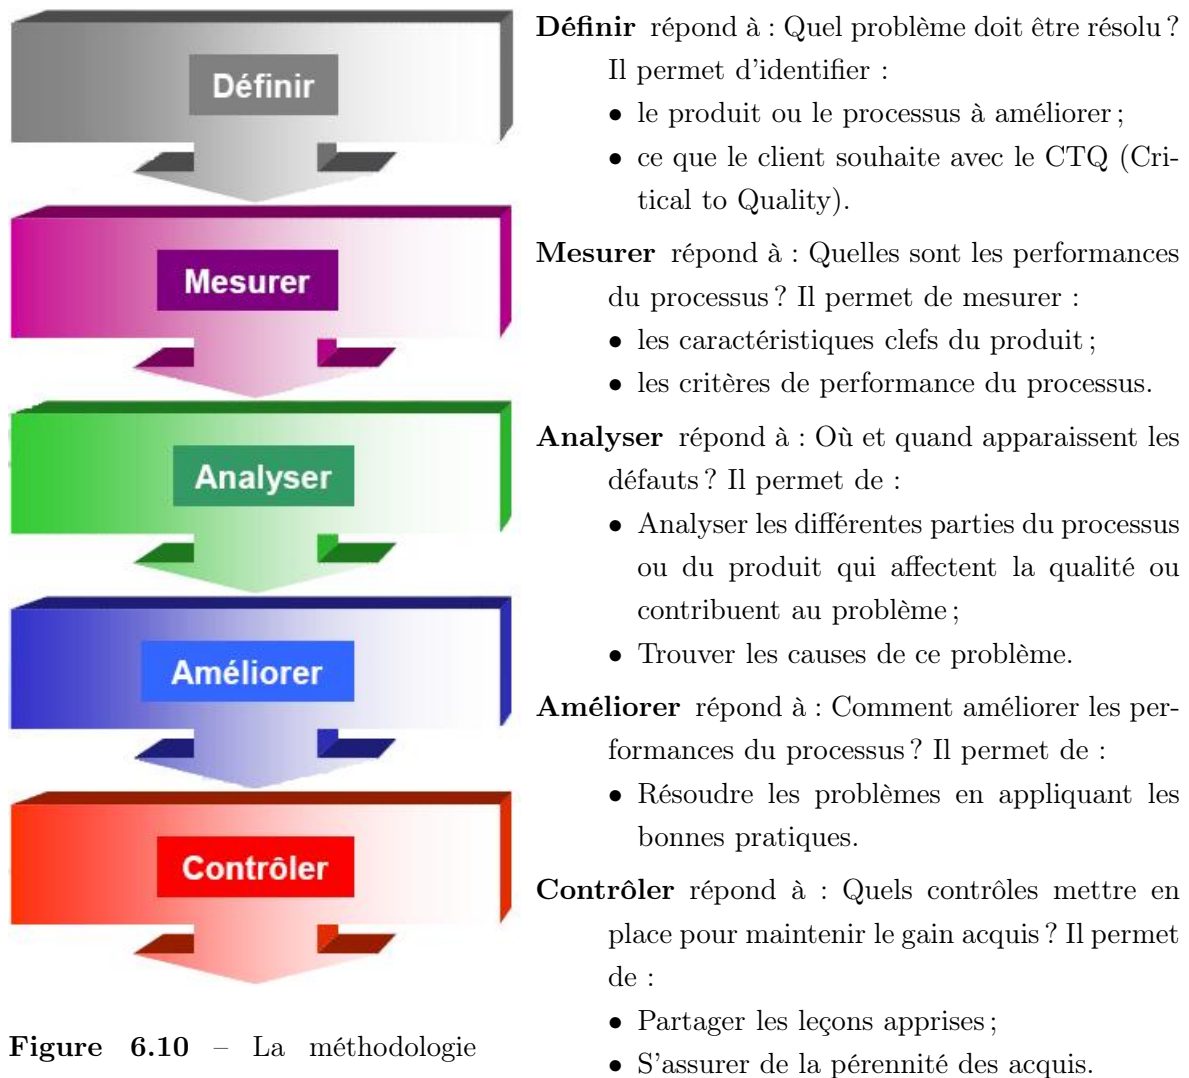 Définir
Mesurer
Analyser
Améliorer
Contrôler
Figure 6.10 – La méthodologie
Définir répond à : Quel problème doit être résolu ?
Il permet d'identifier :
• le produit ou le processus à améliorer ;
• ce que le client souhaite avec le CTQ (Cri-
tical to Quality).
Mesurer répond à : Quelles sont les performances
du processus ? Il permet de mesurer :
• les caractéristiques clefs du produit ;
• les critères de performance du processus.
Analyser répond à : Où et quand apparaissent les
défauts ? Il permet de :
• Analyser les différentes parties du processus
ou du produit qui affectent la qualité ou
contribuent au problème ;
• Trouver les causes de ce problème.
Améliorer répond à : Comment améliorer les per-
formances du processus ? Il permet de :
• Résoudre les problèmes en appliquant les
bonnes pratiques.
Contrôler répond à : Quels contrôles mettre en
place pour maintenir le gain acquis ? Il permet
de :
• Partager les leçons apprises ;
• S'assurer de la pérennité des acquis.